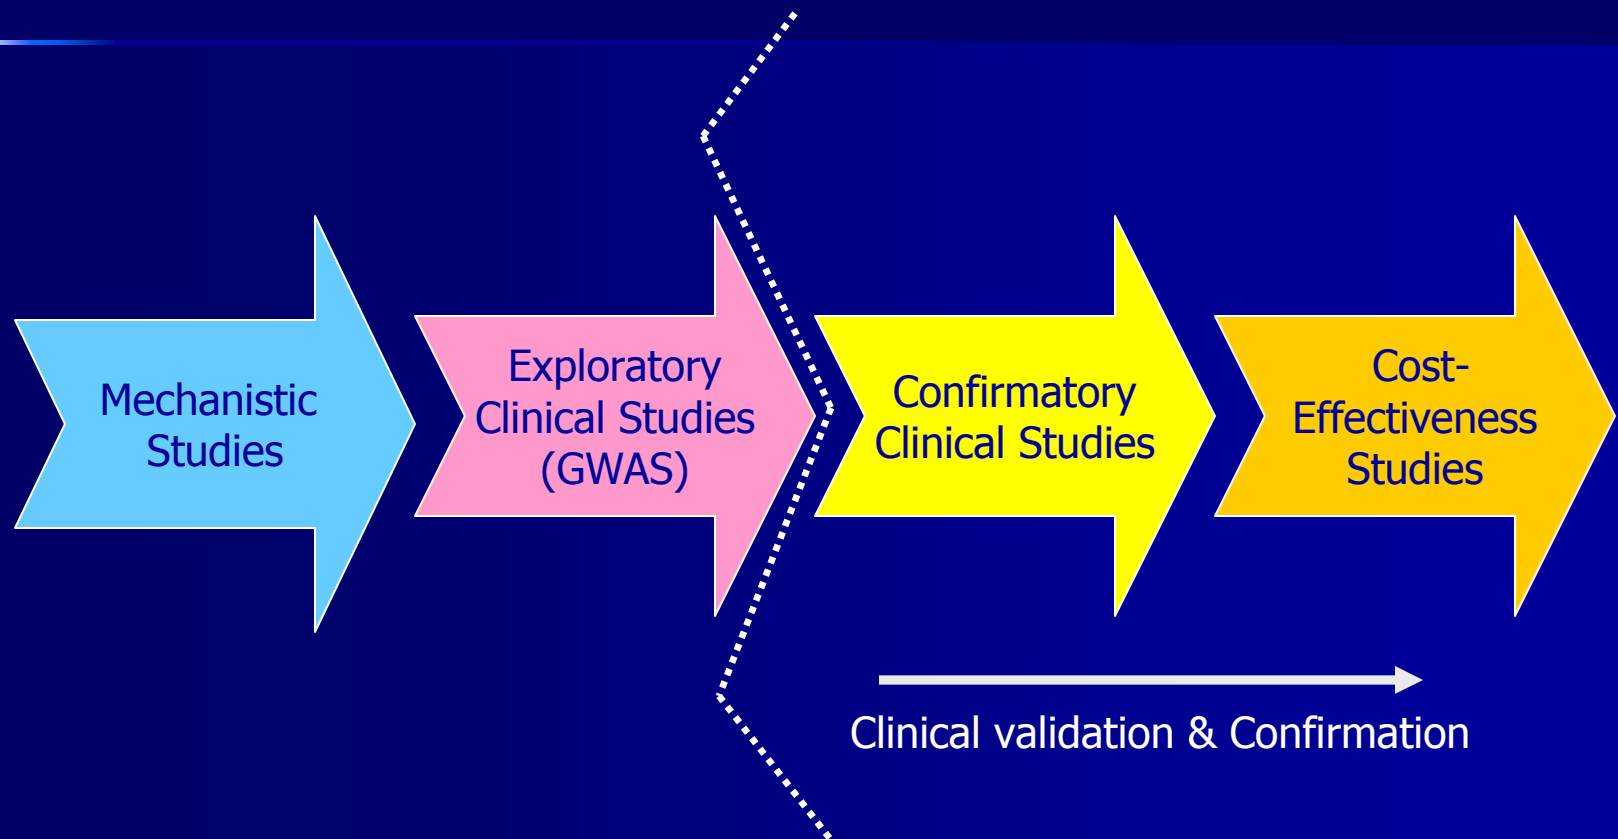 Mechanistic
Studies
Exploratory
Clinical Studies
(GWAS)
Confirmatory
Clinical Studies
Cost-
Effectiveness
Studies
Clinical validation & Confirmation